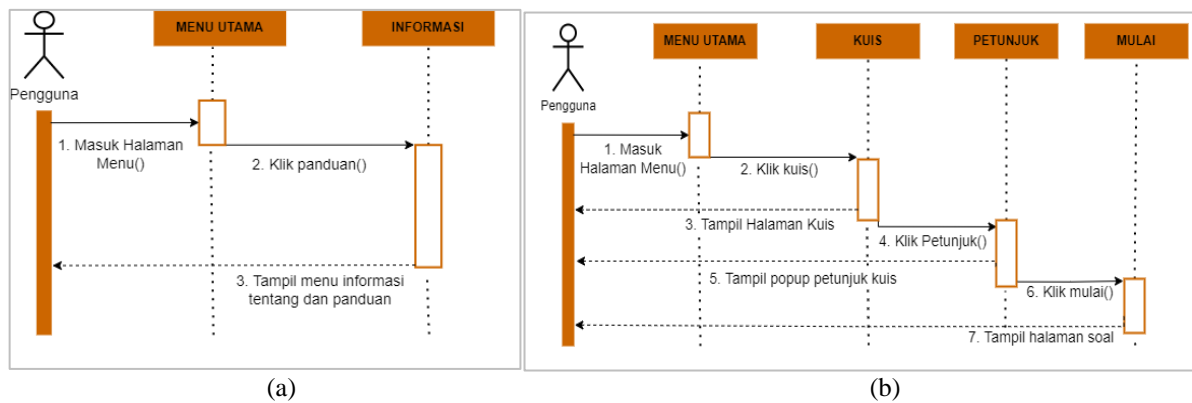 MENU UTAMA
INFORMASI
Pengguna
1. Masuk Halaman
Menu()
2. Klik panduan()
3. Tampil menu informasi
tentang dan panduan
(a)
MENU UTAMA
KUIS
PETUNJUK
MULAI
Pengguna
1. Masuk
Halaman Menu()
2. Klik kuis()
3. Tampil Halaman Kuis
4. Klik Petunjuk()
5. Tampil popup petunjuk kuis
6. Klik mulai()
7. Tampil halaman soal
(b)